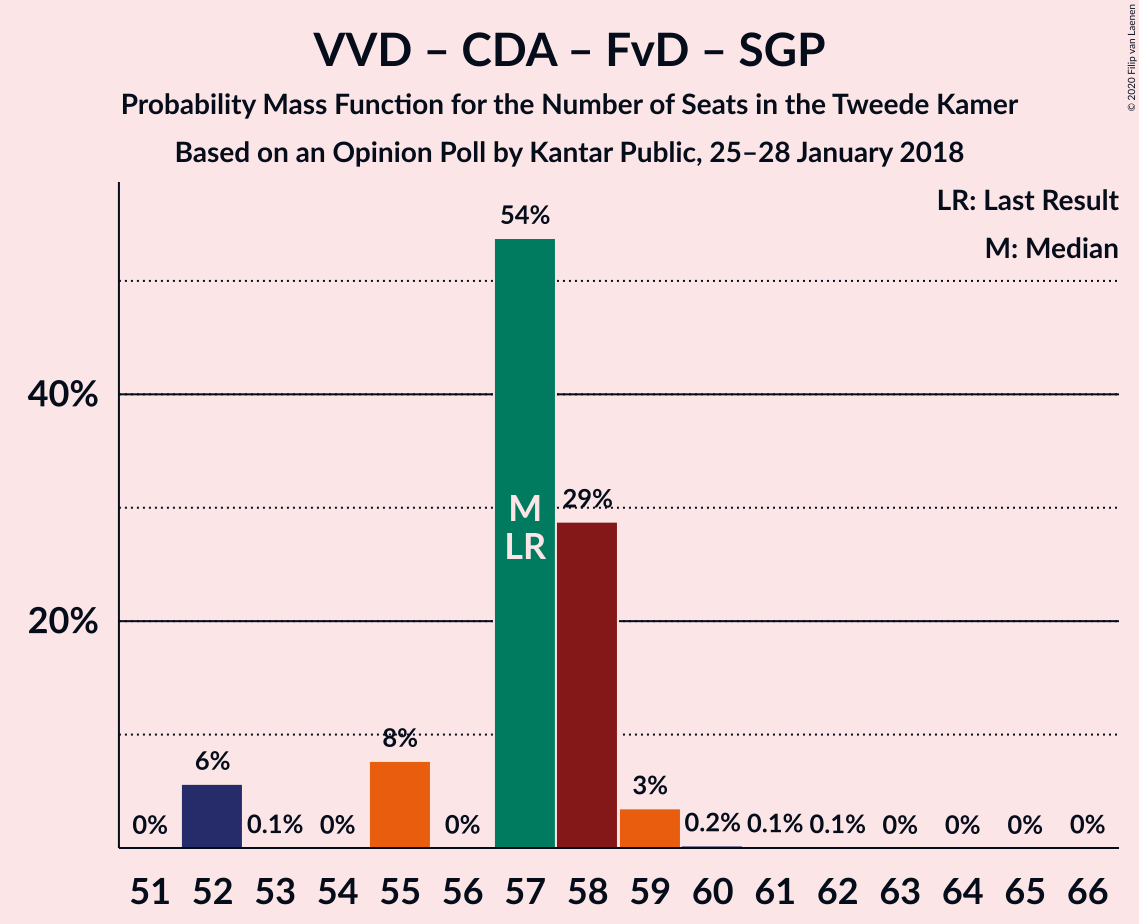 VVD – CDA – FvD – SGP
Probability Mass Function for the Number of Seats in the Tweede Kamer
Based on an Opinion Poll by Kantar Public, 25–28 January 2018
© 2020 Filip van Laenen
LR: Last Result
M: Median
54%
40%
M
LR
29%
20%
8%
6%
3%
0% 0.1% 0% 0% 0.2% 0.1% 0.1% 0% 0% 0% 0%
51 52 53 54 55 56 57 58 59 60 61 62 63 64 65 66